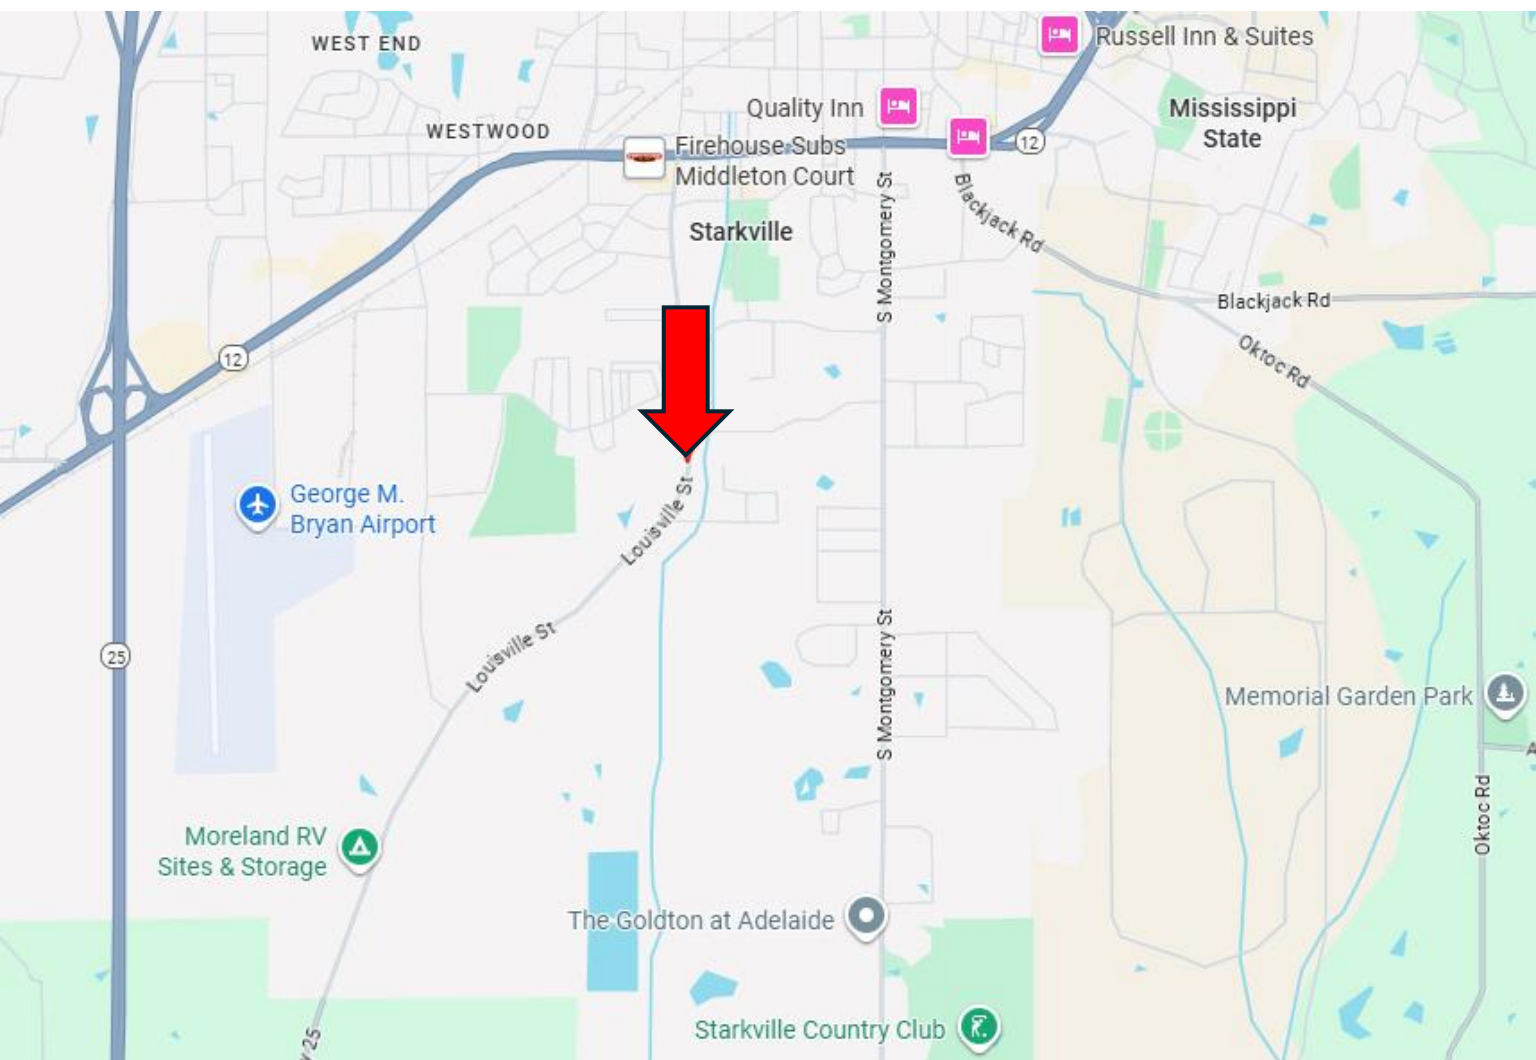 WEST END
Russell Inn & Suites
Quality Inn
Mississippi
State
WESTWOOD
12
Firehouse Subs
Middleton Court
Blackjack Rd
S Montgomery St
Starkville
Blackjack Rd
12
Oktoc Rd
George M.
Bryan Airport
Louisville St
Louisville St
25
S Montgomery St
Memorial Garden Park
A
Oktoc Rd
Moreland RV
Sites & Storage
The Goldton at Adelaide
Starkville Country Club
25